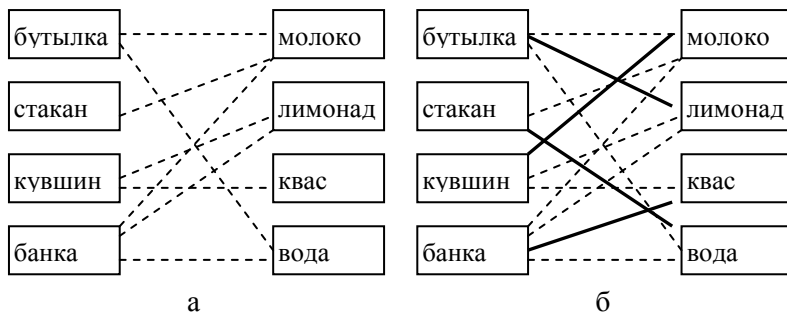 бутылка молоко бутылка молоко
стакан лимонад стакан лимонад
кувшин квас кувшин квас
банка вода банка вода
а б